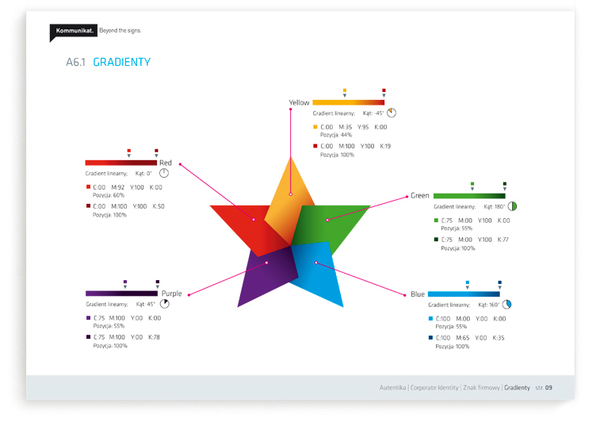 Kommunikat. Beyond the signs.
A6.1 GRADIENTY
Yellow
Gradient linearny; Kąt: -45°
C:00 M:35 Y:95 K:00
Pozycja: 44%
C:00 M:100 Y:100 K:19
Pozycja: 100%
Red
Gradient linearny; Kąt: 0°
C:00 M:92 Y:100 K:00
Pozycja: 60%
C:00 M:100 Y:100 K:50
Pozycja: 100%
Green
Gradient linearny; Kąt: 180°
C:75 M:00 Y:100 K:00
Pozycja: 55%
C:75 M:00 Y:100 K:77
Pozycja: 100%
Purple
Gradient linearny; Kąt: 45°
C:75 M:100 Y:00 K:00
Pozycja: 55%
C:75 M:100 Y:00 K:78
Pozycja: 100%
Blue
Gradient linearny; Kąt: 160°
C:100 M:00 Y:00 K:00
Pozycja: 55%
C:100 M:65 Y:00 K:35
Pozycja: 100%
Autentika | Corporate Identity | Znak Firmowy | Gradienty · str. 09